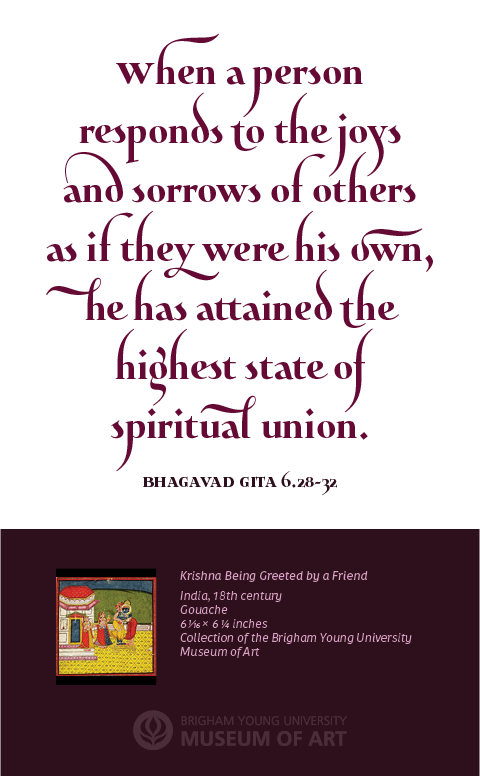 When a person
responds to the joys
and sorrows of others
as if they were his own,
he has attained the
highest state of
spiritual union.
BHAGAVAD GITA 6.28-32
Krishna Being Greeted by a Friend
India, 18th century
Gouache
6 1⁄16 × 6 ¼ inches
Collection of the Brigham Young University
Museum of Art
BRIGHAM YOUNG UNIVERSITY
MUSEUM OF ART